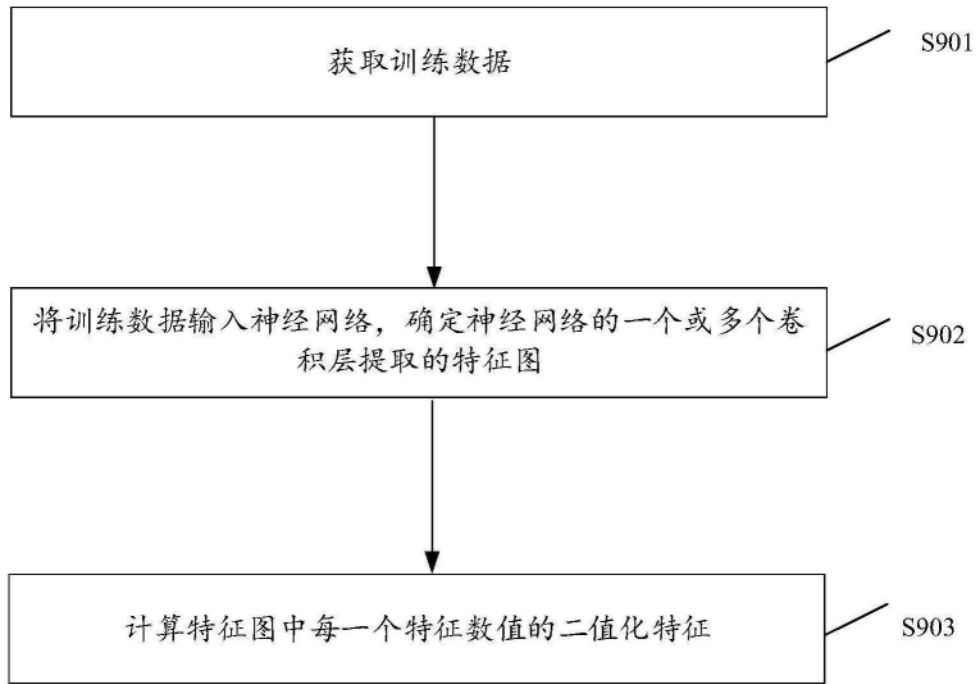 获取训练数据
S901
将训练数据输入神经网络，确定神经网络的一个或多个卷
积层提取的特征图
S902
计算特征图中每一个特征数值的二值化特征
S903